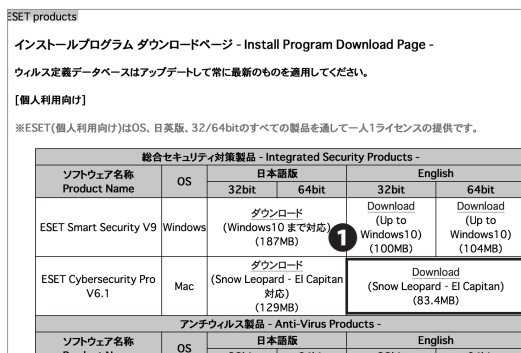 ESET products
インストールプログラム ダウンロードページ - Install Program Download Page -
ウィルス定義データベースはアップデートして常に最新のものを適用してください。
[個人利用向け]
※ESET(個人利用向け)はOS、日英版、32/64bitのすべての製品を通して一人1ライセンスの提供です。
総合セキュリティ対策製品 - Integrated Security Products -
ソフトウェア名称
Product Name
OS
日本語版
English
32bit
64bit
32bit
64bit
ESET Smart Security V9
Windows
ダウンロード
(Windows10 まで対応)
(187MB)
1
Download
(Up to
Windows10)
(100MB)
Download
(Up to
Windows10)
(104MB)
ESET Cybersecurity Pro
V6.1
Mac
ダウンロード
(Snow Leopard - El Capitan
対応)
(129MB)
Download
(Snow Leopard - El Capitan)
(83.4MB)
アンチウィルス製品 - Anti-Virus Products -
ソフトウェア名称
OS
日本語版
English